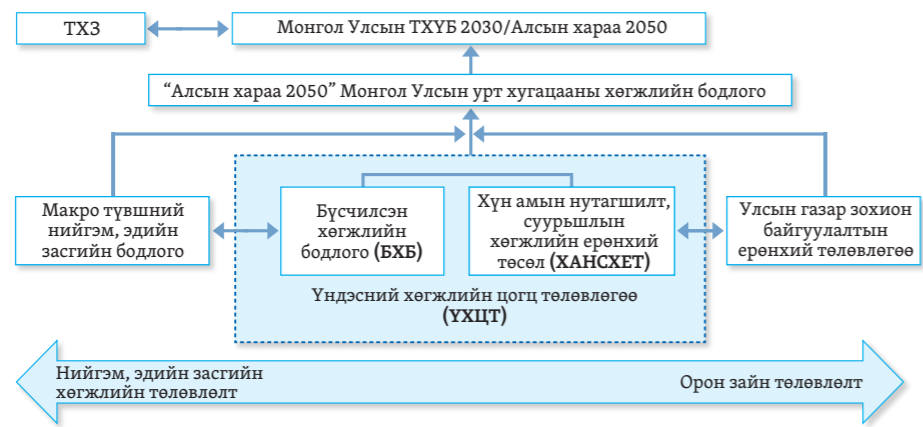 ТХЗ
Монгол Улсын ТХҮБ 2030/Алсын хараа 2050
“Алсын хараа 2050” Монгол Улсын урт хугацааны хөгжлийн бодлого
Макро түвшний
нийгэм, эдийн
засгийн бодлого
Бүсчилсэн
хөгжлийн
бодлого (БХБ)
Хүн амын нутагшилт,
суурьшлын
хөгжлийн ерөнхий
төсөл (ХАНСХЕТ)
Улсын газар зохион
байгуулалтын
ерөнхий төлөвлөгөө
Үндэсний хөгжлийн цогц төлөвлөгөө
(ҮХЦТ)
Нийгэм, эдийн засгийн
хөгжлийн төлөвлөлт
Орон зайн төлөвлөлт